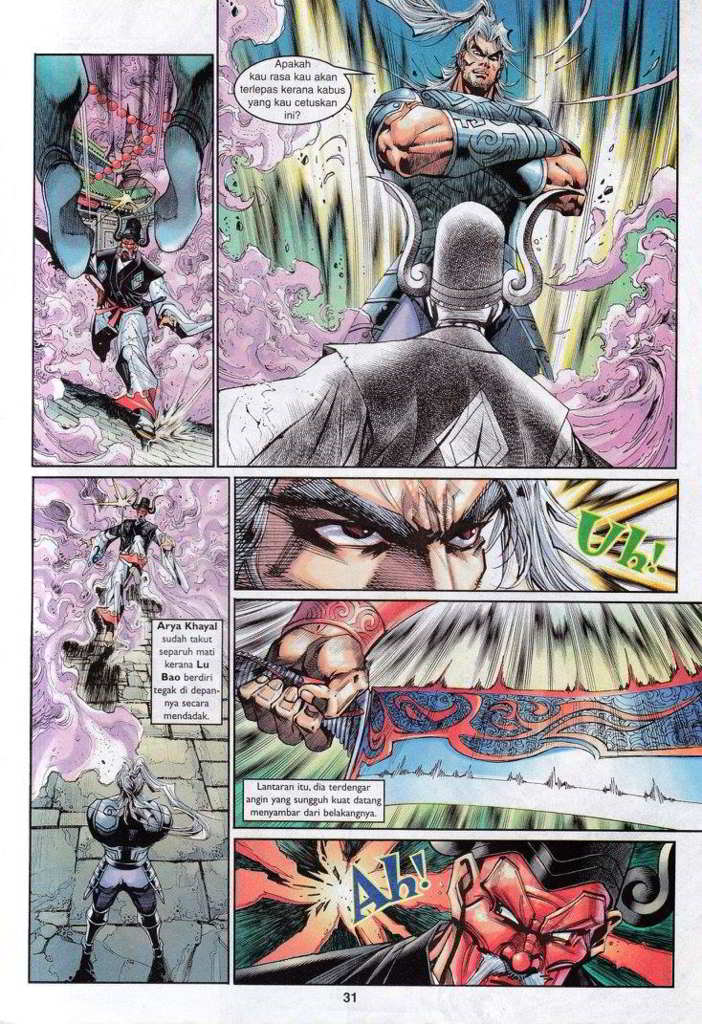 Apakah
kau rasa kau akan
terlepas kerana kabus
yang kau cetuskan
ini?
Uh!
Arya Khayal
sudah takut
separuh mati
kerana Lu
Bao berdiri
tegak di depan-
nya secara
mendadak.
Lantaran itu, dia terdengar
angin yang sungguh kuat datang
menyambar dari belakangnya.
Ah!
31